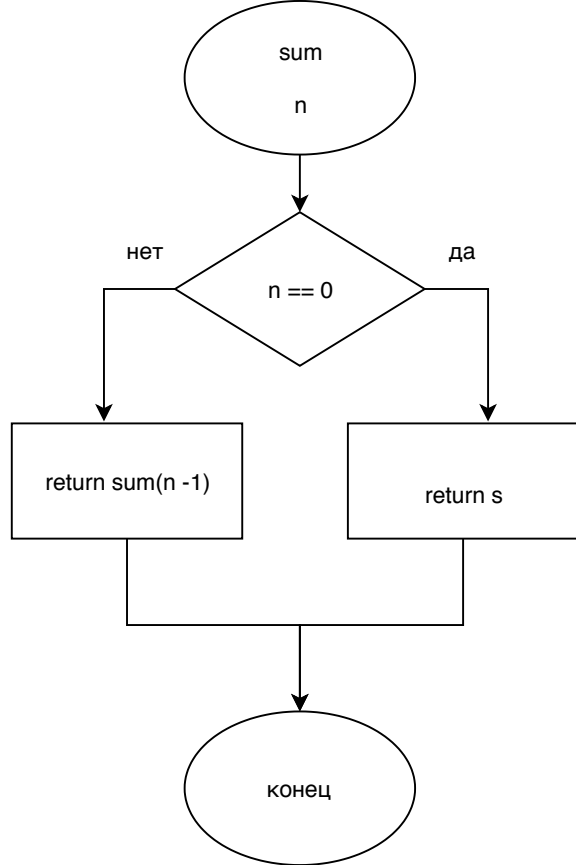 sum
n
нет
да
n == 0
return sum(n -1)
return s
конец